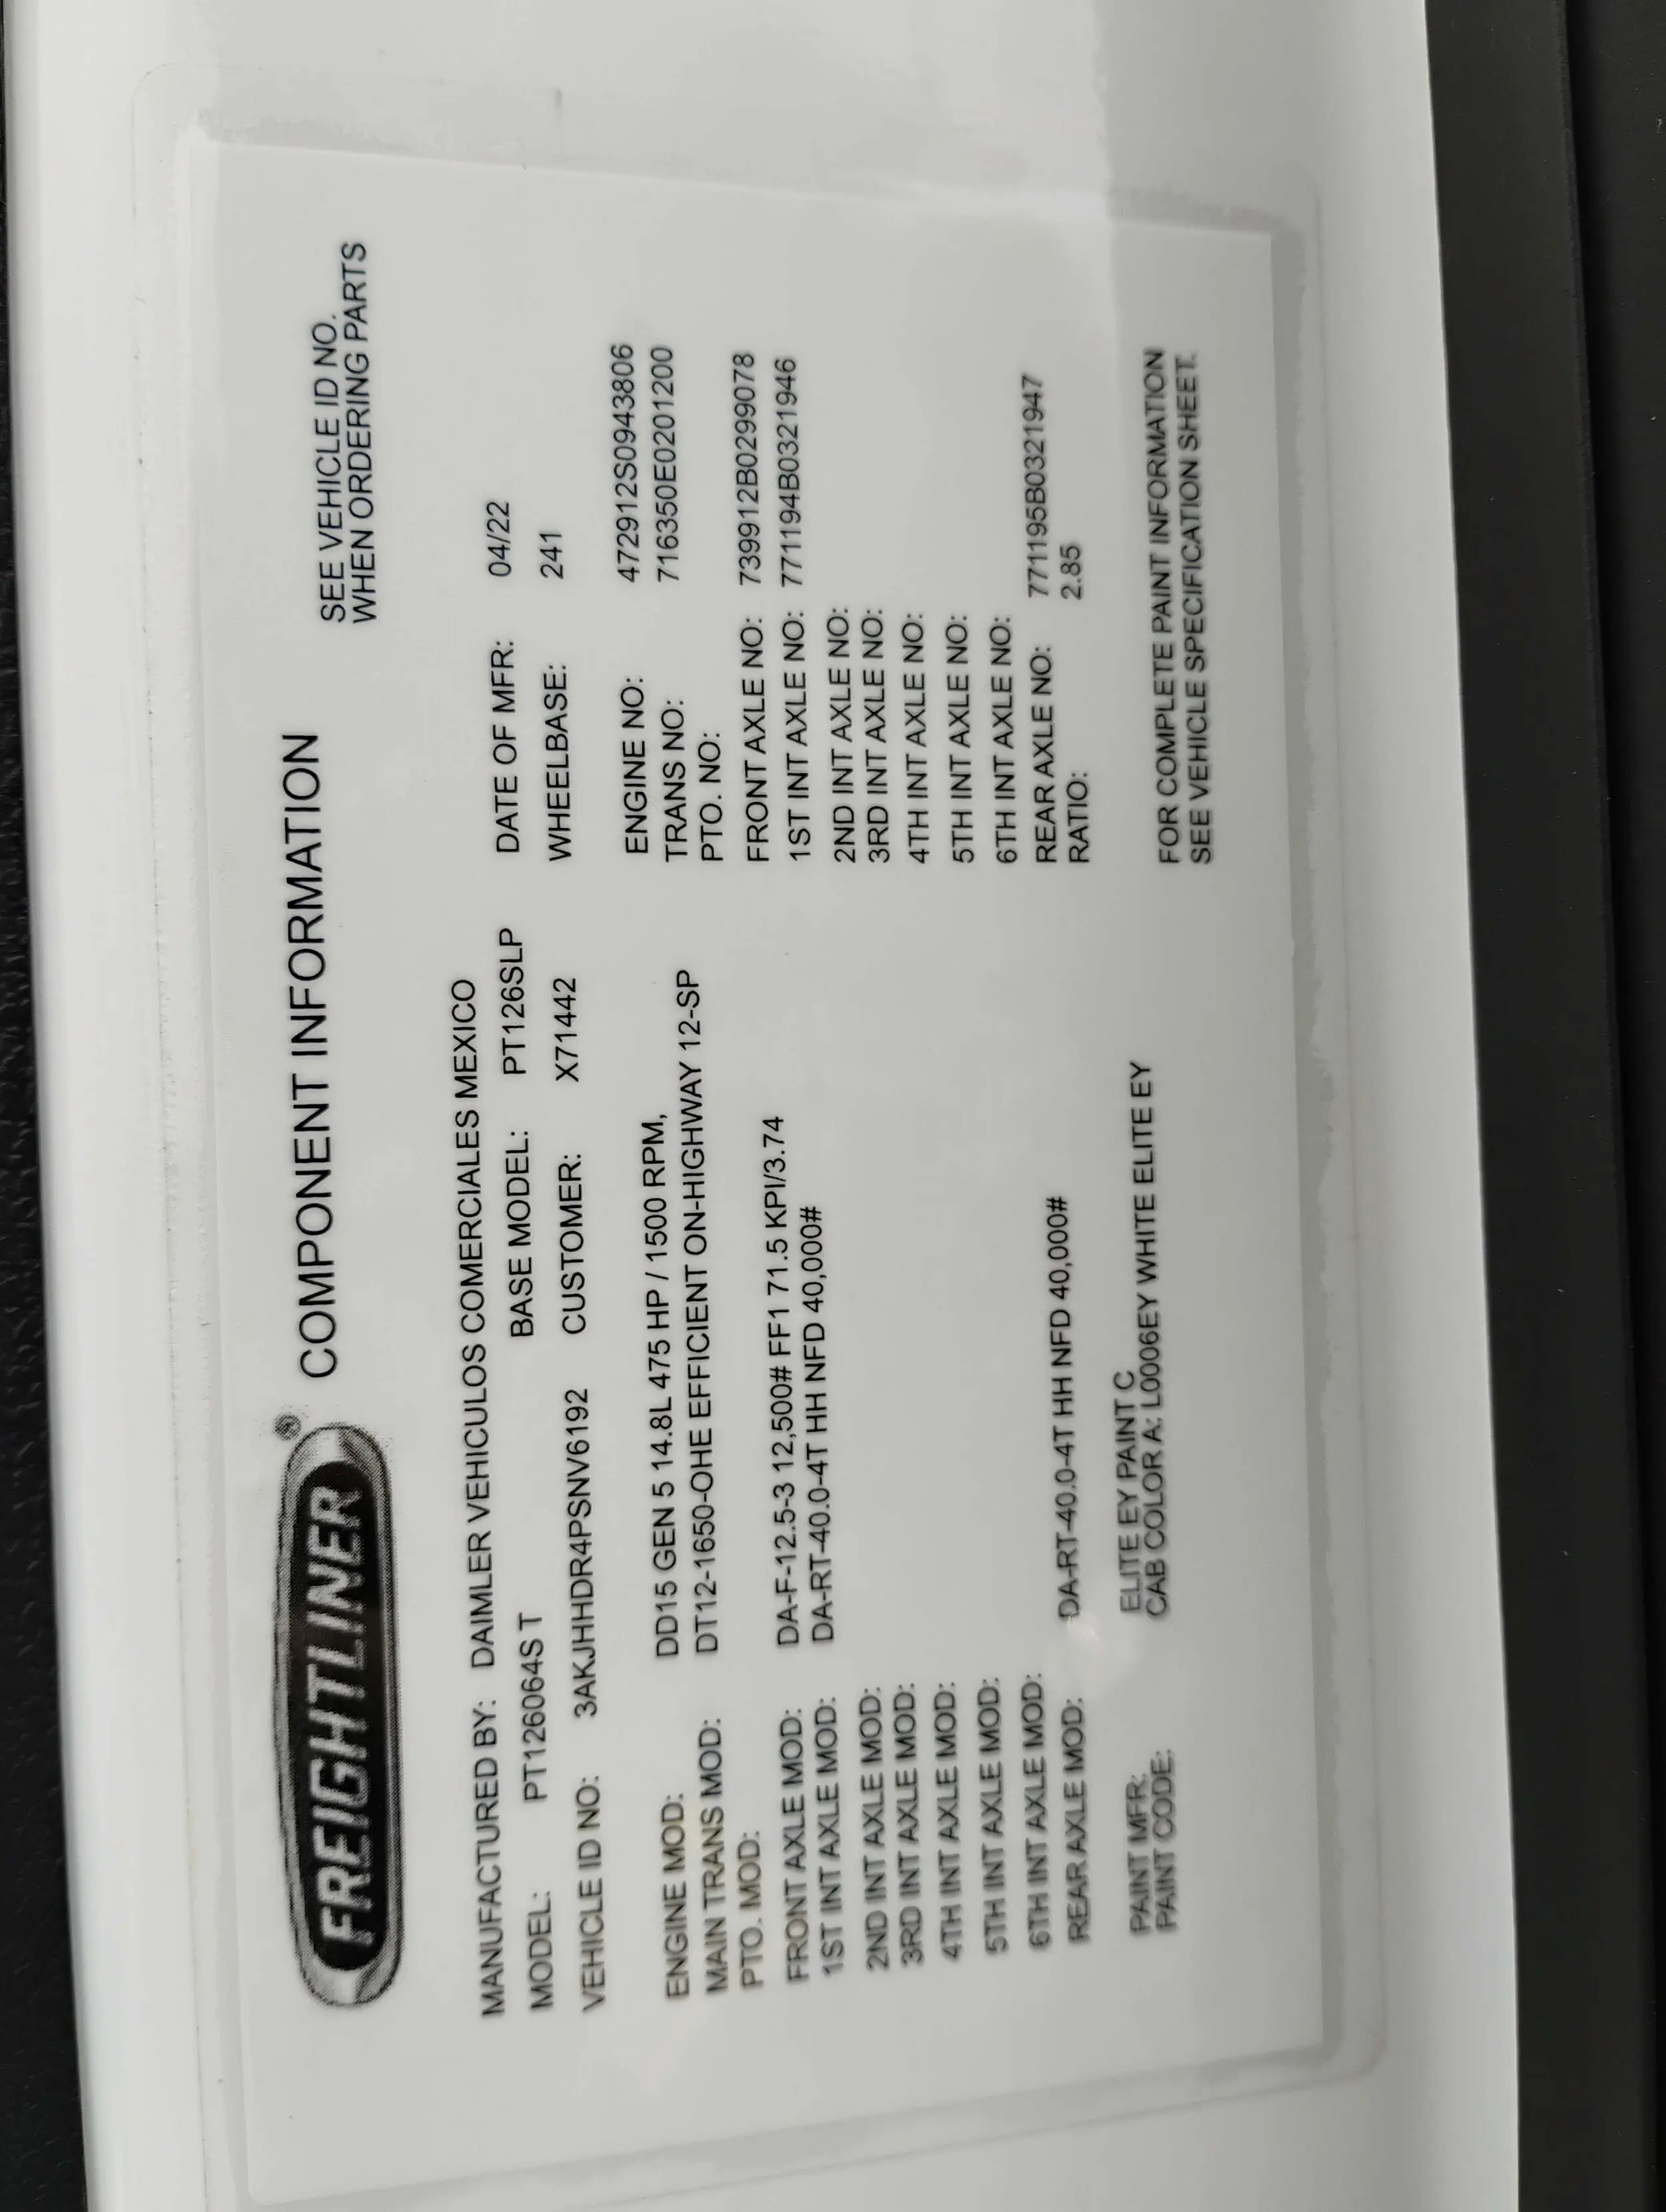 FREIGHTLINER ® COMPONENT INFORMATION SEE VEHICLE ID NO.
WHEN ORDERING PARTS
MANUFACTURED BY: DAIMLER VEHICULOS COMERCIALES MEXICO
MODEL: PT126064S T BASE MODEL: PT126SLP DATE OF MFR: 04/22
VEHICLE ID NO: 3AKJHHDR4PSNV6192 CUSTOMER: X71442 WHEELBASE: 241
ENGINE MOD: DD15 GEN 5 14.8L 475 HP / 1500 RPM, ENGINE NO: 472912S0943806
MAIN TRANS MOD: DT12-1650-OHE EFFICIENT ON-HIGHWAY 12-SP TRANS NO: 716350E0201200
PTO. MOD: PTO. NO:
FRONT AXLE MOD: DA-F-12.5-3 12,500# FF1 71.5 KPI/3.74 FRONT AXLE NO: 739912B0299078
1ST INT AXLE MOD: DA-RT-40.0-4T HH NFD 40,000# 1ST INT AXLE NO: 771194B0321946
2ND INT AXLE MOD: 2ND INT AXLE NO:
3RD INT AXLE MOD: 3RD INT AXLE NO:
4TH INT AXLE MOD: 4TH INT AXLE NO:
5TH INT AXLE MOD: 5TH INT AXLE NO:
6TH INT AXLE MOD: 6TH INT AXLE NO:
REAR AXLE MOD: DA-RT-40.0-4T HH NFD 40,000# REAR AXLE NO: 771195B0321947
RATIO: 2.85
PAINT MFR: ELITE EY PAINT C FOR COMPLETE PAINT INFORMATION
PAINT CODE: CAB COLOR A: L0006EY WHITE ELITE EY SEE VEHICLE SPECIFICATION SHEET.